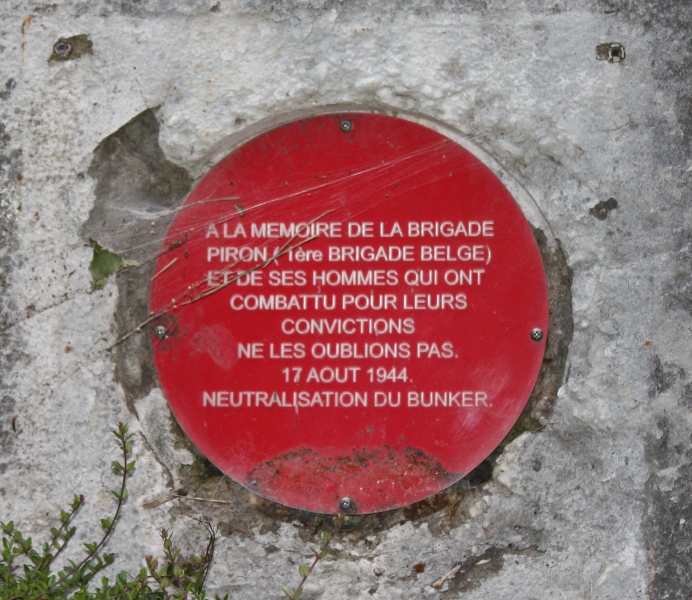 A LA MEMOIRE DE LA BRIGADE
PIRON ( 1ère BRIGADE BELGE)
ET DE SES HOMMES QUI ONT
COMBATTU POUR LEURS
CONVICTIONS
NE LES OUBLIONS PAS.
17 AOUT 1944.
NEUTRALISATION DU BUNKER.